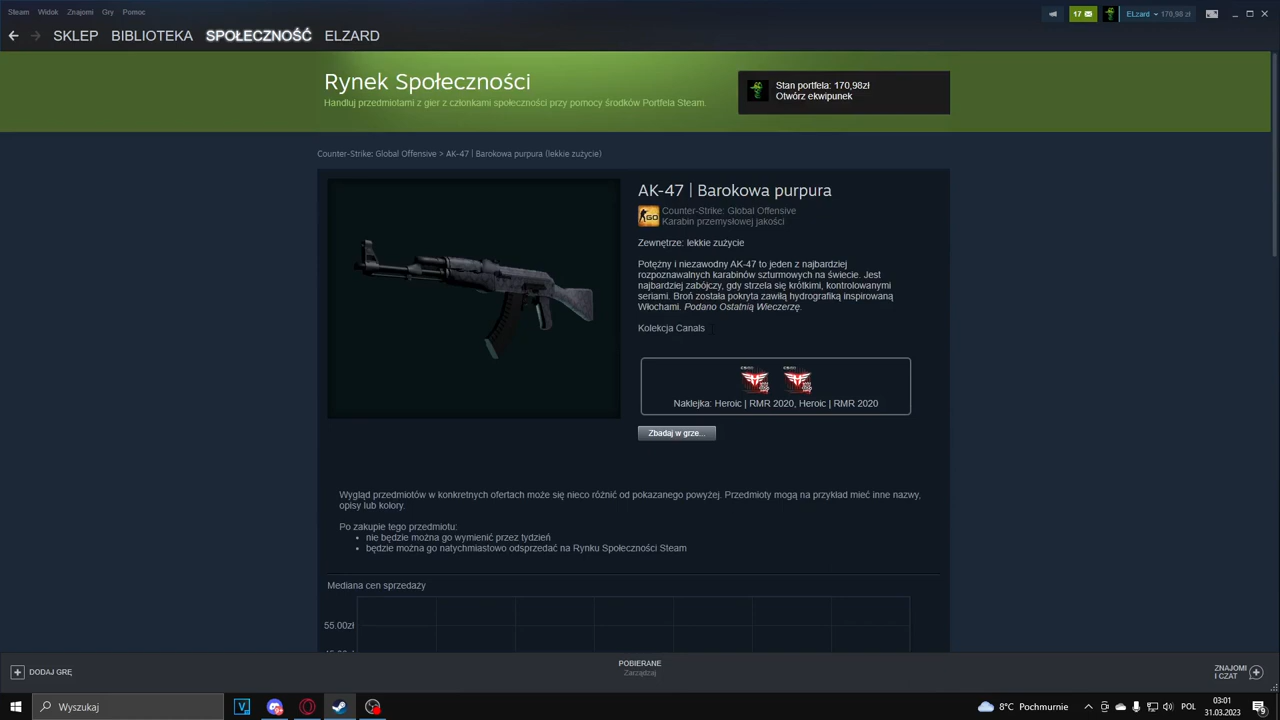 Steam Widok Znajomi Gry Pomoc
17
ELzard 170,98 zł
SKLEP BIBLIOTEKA SPOŁECZNOŚĆ ELZARD
Rynek Społeczności
Handluj przedmiotami z gier z członkami społeczności przy pomocy środków Portfela Steam.
Stan portfela: 170,98zł
Otwórz ekwipunek
Counter-Strike: Global Offensive > AK-47 | Barokowa purpura (lekkie zużycie)
AK-47 | Barokowa purpura
GO
Counter-Strike: Global Offensive
Karabin przemysłowej jakości
Zewnętrze: lekkie zużycie
Potężny i niezawodny AK-47 to jeden z najbardziej
rozpoznawalnych karabinów szturmowych na świecie. Jest
najbardziej zabójczy, gdy strzela się krótkimi, kontrolowanymi
seriami. Broń została pokryta zawiłą hydrografiką inspirowaną
Włochami. Podano Ostatnią Wieczerzę.
Kolekcja Canals
Naklejka: Heroic | RMR 2020, Heroic | RMR 2020
Zbadaj w grze...
Wygląd przedmiotów w konkretnych ofertach może się nieco różnić od pokazanego powyżej. Przedmioty mogą na przykład mieć inne nazwy,
opisy lub kolory.
Po zakupie tego przedmiotu:
• nie będzie można go wymienić przez tydzień
• będzie można go natychmiastowo odsprzedać na Rynku Społeczności Steam
Mediana cen sprzedaży
55.00zł
DODAJ GRĘ
POBIERANE
Zarządzaj
ZNAJOMI
I CZAT
Wyszukaj
8°C Pochmurnie
POL
03:01
31.03.2023